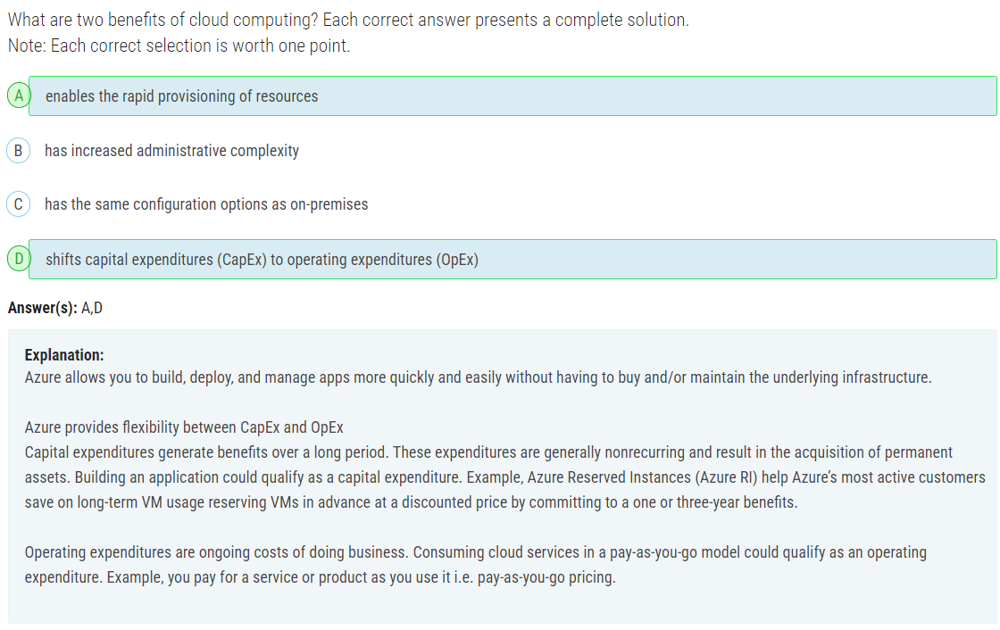 What are two benefits of cloud computing? Each correct answer presents a complete solution.
Note: Each correct selection is worth one point.
A enables the rapid provisioning of resources
B has increased administrative complexity
C has the same configuration options as on-premises
D shifts capital expenditures (CapEx) to operating expenditures (OpEx)
Answer(s): A,D
Explanation:
Azure allows you to build, deploy, and manage apps more quickly and easily without having to buy and/or maintain the underlying infrastructure.
Azure provides flexibility between CapEx and OpEx
Capital expenditures generate benefits over a long period. These expenditures are generally nonrecurring and result in the acquisition of permanent
assets. Building an application could qualify as a capital expenditure. Example, Azure Reserved Instances (Azure RI) help Azure’s most active customers
save on long-term VM usage reserving VMs in advance at a discounted price by committing to a one or three-year benefits.
Operating expenditures are ongoing costs of doing business. Consuming cloud services in a pay-as-you-go model could qualify as an operating
expenditure. Example, you pay for a service or product as you use it i.e. pay-as-you-go pricing.